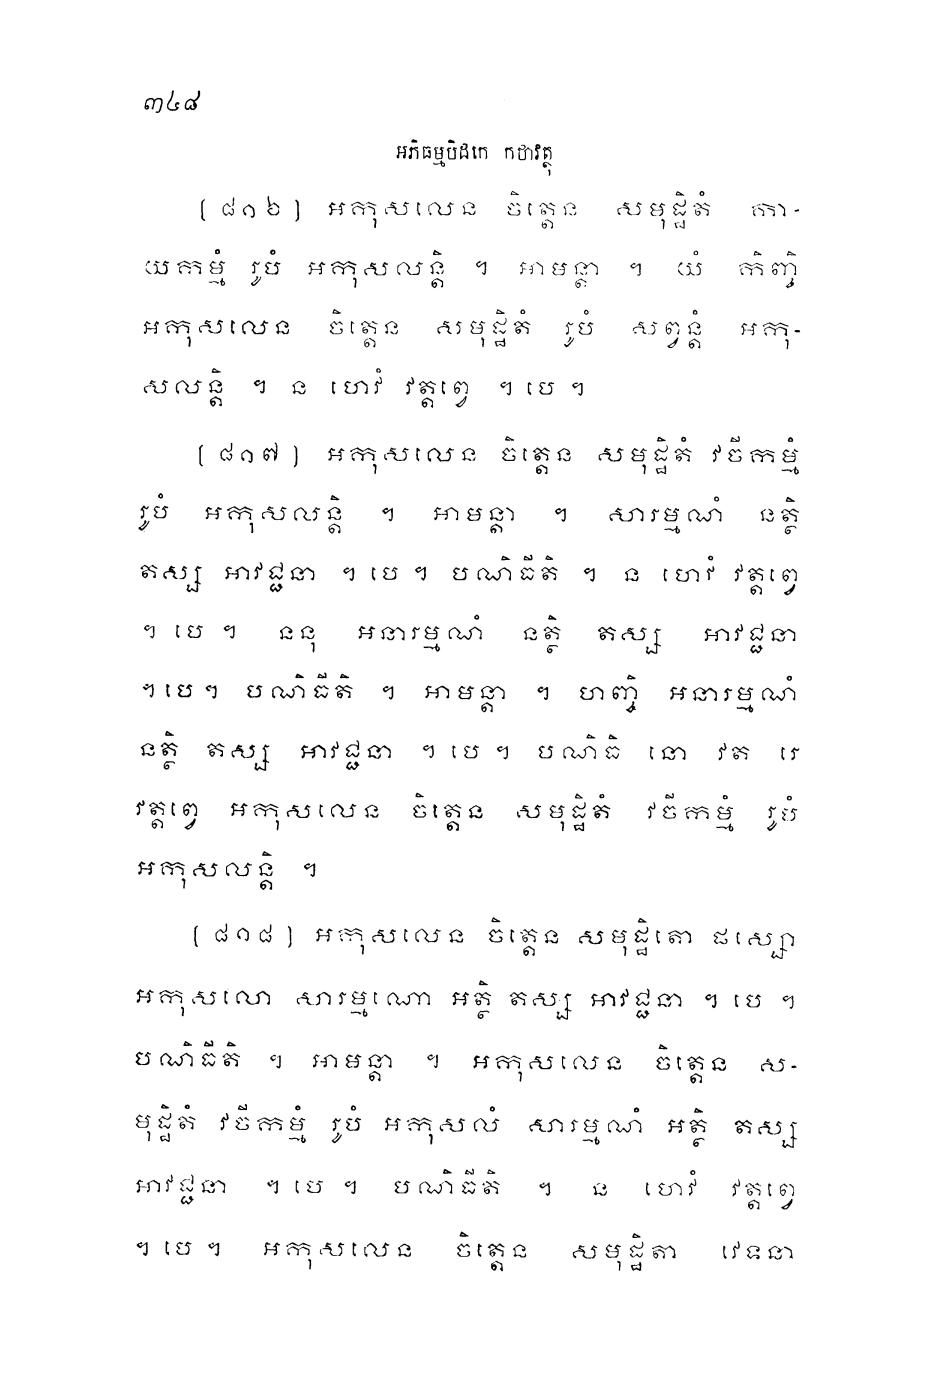 ៣៤៨
អភិធម្មបិដកេ កថាវត្ថុ
(៨១៦) អកុសលេន ចិត្តេន សមុដ្ឋិតំ កា-
យកម្មំ រូបំ អកុសលន្តិ ។ អាមន្តា ។ យំ កិញ្ចិ
អកុសលេន ចិត្តេន សមុដ្ឋិតំ រូបំ សព្វន្តំ អកុ-
សលន្តិ ។ ន ហេវំ វត្តព្វេ ។ បេ ។
(៨១៧) អកុសលេន ចិត្តេន សមុដ្ឋិតំ វចីកម្មំ
រូបំ អកុសលន្តិ ។ អាមន្តា ។ សារម្មណំ នត្ថិ
តស្ស អាវជ្ជនា ។ បេ ។ បណិធីតិ ។ ន ហេវំ វត្តព្វេ
។ បេ ។ ននុ អនារម្មណំ នត្ថិ តស្ស អាវជ្ជនា
។ បេ ។ បណិធីតិ ។ អាមន្តា ។ ហញ្ចិ អនារម្មណំ
នត្ថិ តស្ស អាវជ្ជនា ។ បេ ។ បណិធិ នោ វត រេ
វត្តព្វេ អកុសលេន ចិត្តេន សមុដ្ឋិតំ វចីកម្មំ រូបំ
អកុសលន្តិ ។
(៨១៨) អកុសលេន ចិត្តេន សមុដ្ឋិតោ ផស្សោ
អកុសលោ សារម្មណោ អត្ថិ តស្ស អាវជ្ជនា ។ បេ ។
បណិធីតិ ។ អាមន្តា ។ អកុសលេន ចិត្តេន ស-
មុដ្ឋិតំ វចីកម្មំ រូបំ អកុសលំ សារម្មណំ អត្ថិ តស្ស
អាវជ្ជនា ។ បេ ។ បណិធីតិ ។ ន ហេវំ វត្តព្វេ
។ បេ ។ អកុសលេន ចិត្តេន សមុដ្ឋិតា វេទនា